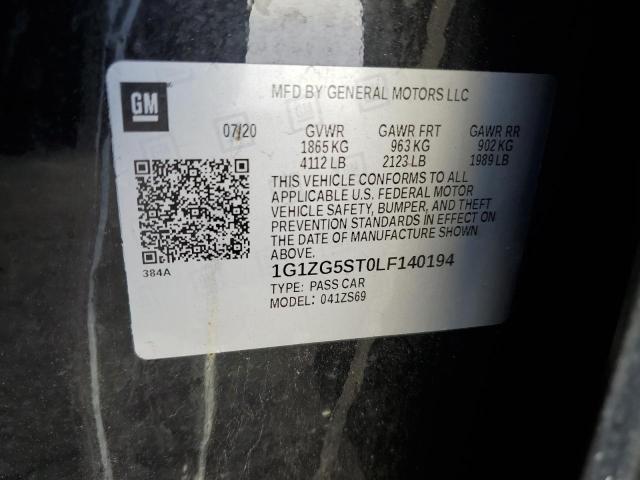 GM
MFD BY GENERAL MOTORS LLC
07/20 GVWR GAWR FRT GAWR RR
1865 KG 963 KG 902 KG
4112 LB 2123 LB 1989 LB
THIS VEHICLE CONFORMS TO ALL
APPLICABLE U.S. FEDERAL MOTOR
VEHICLE SAFETY, BUMPER, AND THEFT
PREVENTION STANDARDS IN EFFECT ON
THE DATE OF MANUFACTURE SHOWN
ABOVE.
384A
1G1ZG5ST0LF140194
TYPE: PASS CAR
MODEL: 041ZS69